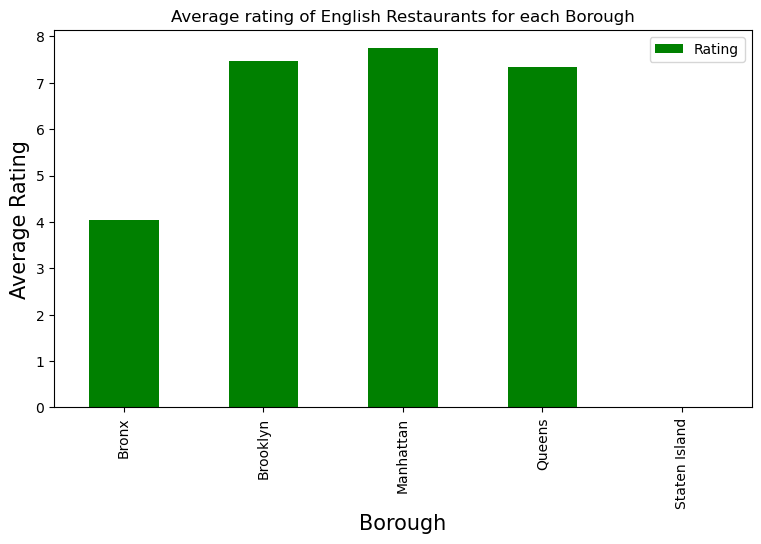 Average rating of English Restaurants for each Borough
Rating
Average Rating
8
7
6
5
4
3
2
1
0
Bronx
Brooklyn
Manhattan
Queens
Staten Island
Borough